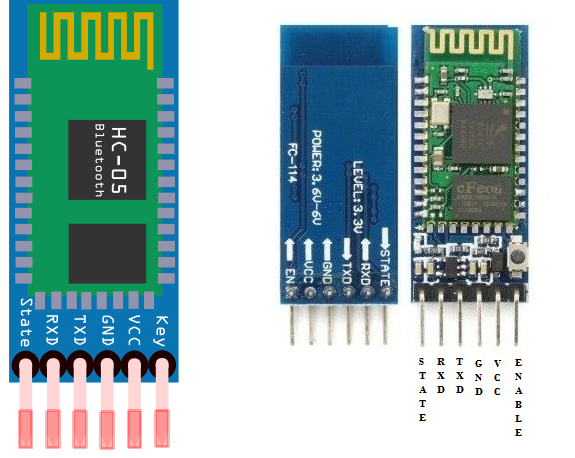 HC-05
Bluetooth
State
RXD
TXD
GND
VCC
Key
FC-114
POWER:3.6V-6V
LEVEL:3.3V
EN
VCC
GND
TXD
RXD
STATE
cFeon
STATE
RXD
TXD
GND
VCC
ENABLE